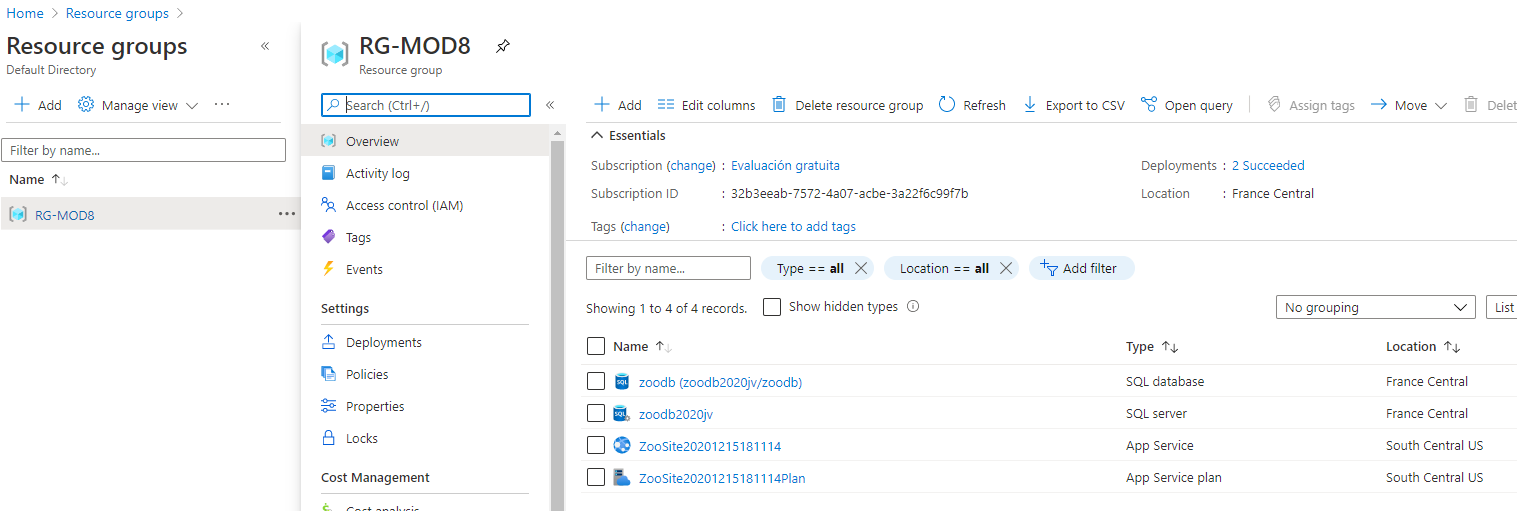 Home > Resource groups >
Resource groups «
Default Directory
+ Add Manage view ···
Filter by name...
Name ↑↓
RG-MOD8 ···
RG-MOD8
Resource group
Search (Ctrl+/) «
Overview
Activity log
Access control (IAM)
Tags
Events
Settings
Deployments
Policies
Properties
Locks
Cost Management
Cost analysis
+ Add Edit columns Delete resource group Refresh Export to CSV Open query Assign tags Move Delet
Essentials
Subscription (change) : Evaluación gratuita Deployments : 2 Succeeded
Subscription ID : 32b3eeab-7572-4a07-acbe-3a22f6c99f7b Location : France Central
Tags (change) : Click here to add tags
Filter by name... Type == all Location == all Add filter
Showing 1 to 4 of 4 records. Show hidden types No grouping List
Name ↑↓ Type ↑↓ Location ↑↓
SQL zoodb (zoodb2020jv/zoodb) SQL database France Central
SQL zoodb2020jv SQL server France Central
ZooSite20201215181114 App Service South Central US
ZooSite20201215181114Plan App Service plan South Central US